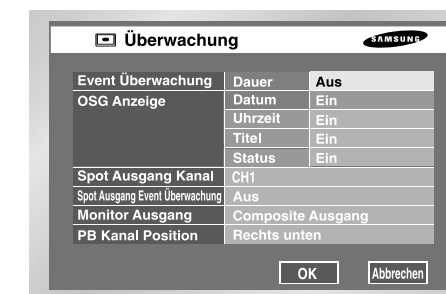 Überwachung
SAMSUNG
Event Überwachung Dauer Aus
OSG Anzeige Datum Ein
Uhrzeit Ein
Titel Ein
Status Ein
Spot Ausgang Kanal CH1
Spot Ausgang Event Überwachung Aus
Monitor Ausgang Composite Ausgang
PB Kanal Position Rechts unten
OK Abbrechen